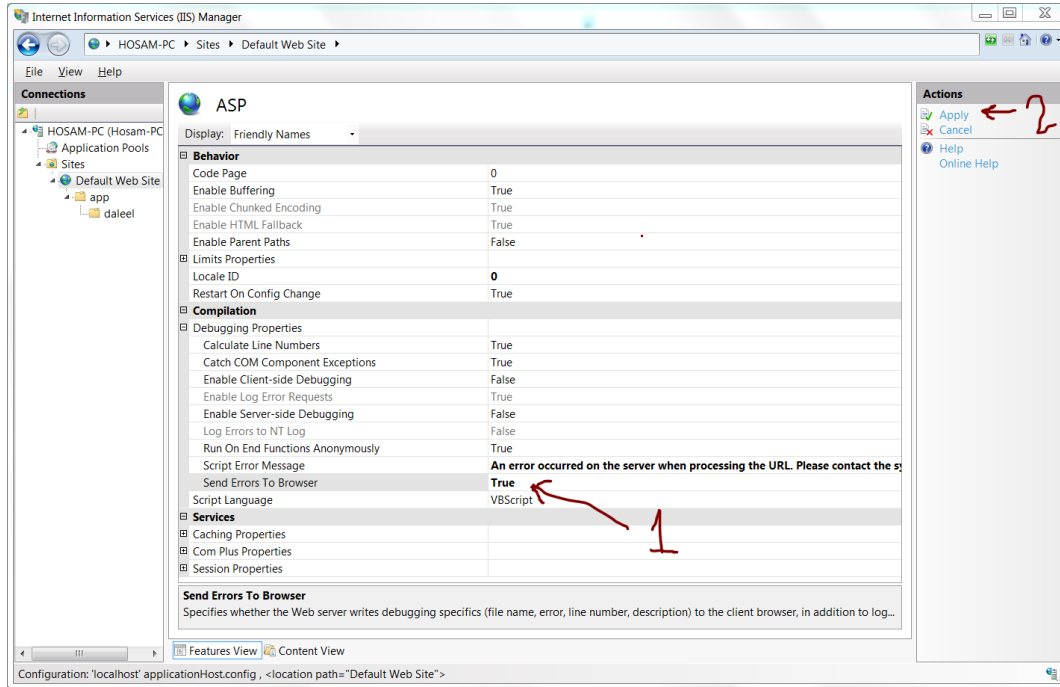 Internet Information Services (IIS) Manager
HOSAM-PC Sites Default Web Site
File View Help
Connections
HOSAM-PC (Hosam-PC
Application Pools
Sites
Default Web Site
app
daleel
ASP
Display: Friendly Names
Behavior
Code Page 0
Enable Buffering True
Enable Chunked Encoding True
Enable HTML Fallback True
Enable Parent Paths False
Limits Properties
Locale ID 0
Restart On Config Change True
Compilation
Debugging Properties
Calculate Line Numbers True
Catch COM Component Exceptions True
Enable Client-side Debugging False
Enable Log Error Requests True
Enable Server-side Debugging False
Log Errors to NT Log False
Run On End Functions Anonymously True
Script Error Message An error occurred on the server when processing the URL. Please contact the sy
Send Errors To Browser True
Script Language VBScript
1
Services
Caching Properties
Com Plus Properties
Session Properties
Send Errors To Browser
Specifies whether the Web server writes debugging specifics (file name, error, line number, description) to the client browser, in addition to log...
Features View Content View
Actions
Apply 2
Cancel
Help
Online Help
Configuration: 'localhost' applicationHost.config , <location path="Default Web Site">